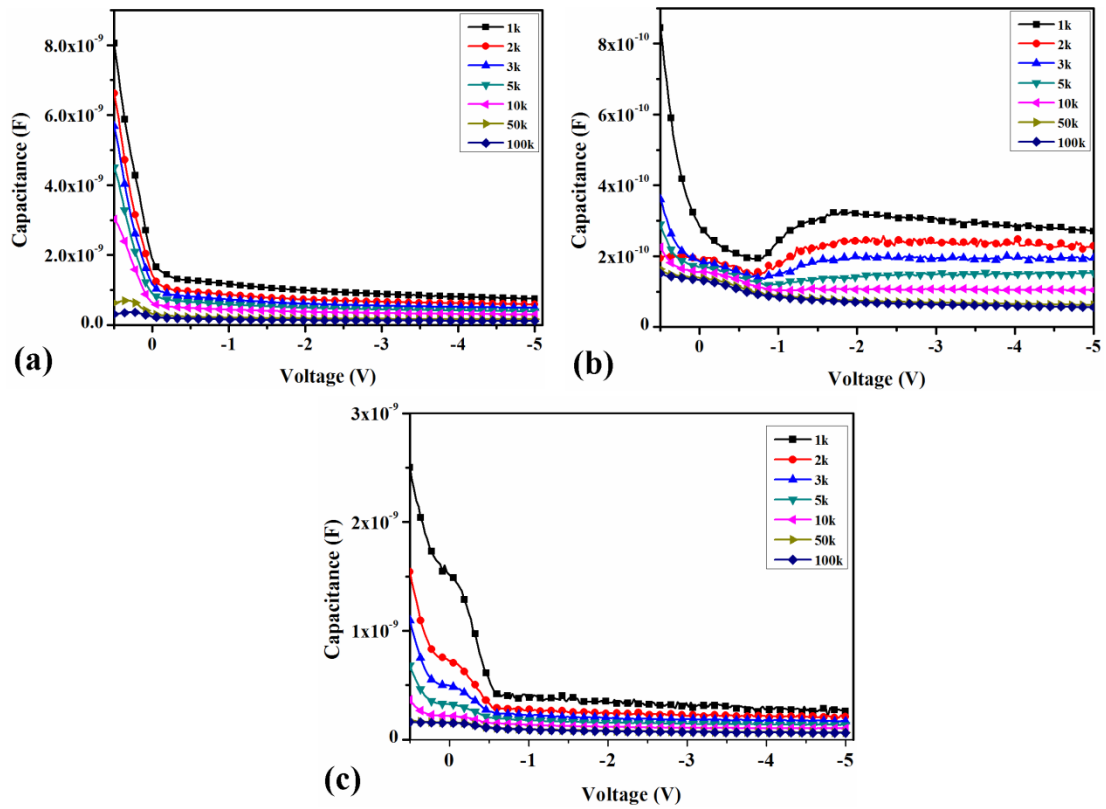 (a)
Capacitance (F)
8.0x10⁻⁹
6.0x10⁻⁹
4.0x10⁻⁹
2.0x10⁻⁹
0.0
0
-1
-2
-3
-4
-5
Voltage (V)
1k
2k
3k
5k
10k
50k
100k
(b)
Capacitance (F)
8x10⁻¹⁰
6x10⁻¹⁰
4x10⁻¹⁰
2x10⁻¹⁰
0
0
-1
-2
-3
-4
-5
Voltage (V)
1k
2k
3k
5k
10k
50k
100k
(c)
Capacitance (F)
3x10⁻⁹
2x10⁻⁹
1x10⁻⁹
0
0
-1
-2
-3
-4
-5
Voltage (V)
1k
2k
3k
5k
10k
50k
100k